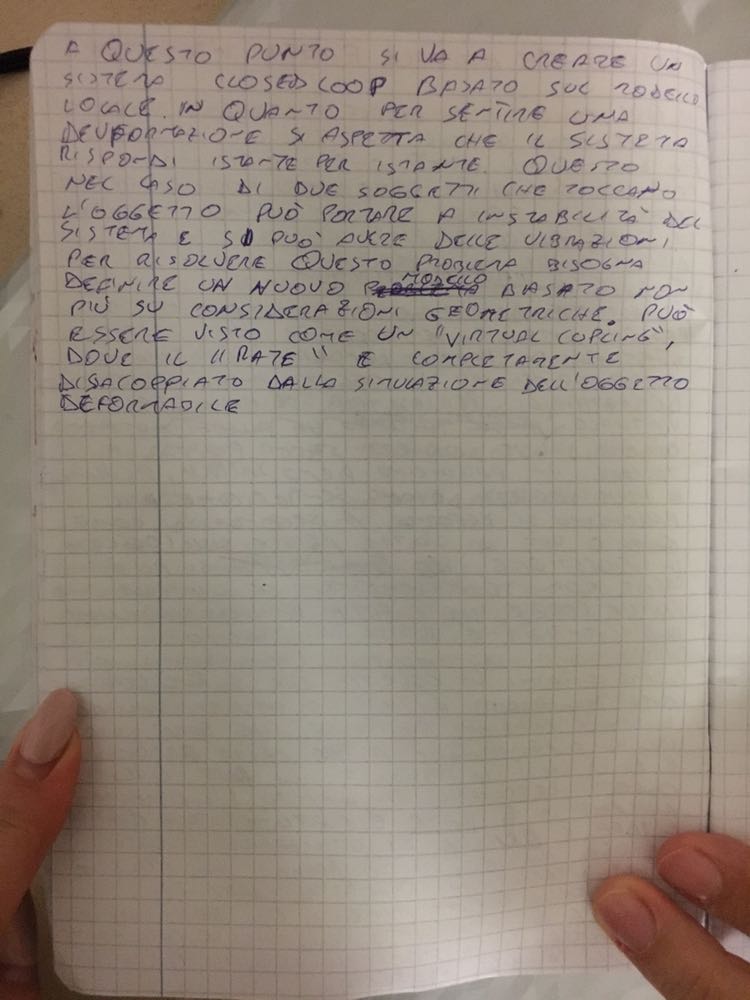 A QUESTO PUNTO SI VA A CREARE UN
SISTEMA CLOSED LOOP BASATO SUL MODELLO
LOCALE. IN QUANTO PER SENTIRE UNA
DEUFORMAZIONE SI ASPETTA CHE IL SISTEMA
RISPONDI ISTANTE PER ISTANTE. QUESTO
NEL CASO DI DUE SOGGETTI CHE TOCCANO
L'OGGETTO PUÒ PORTARE A INSTABILITÀ DEL
SISTEMA E SI PUÒ AVERE DELLE VIBRAZIONI
PER RISOLVERE QUESTO PROBLEMA BISOGNA
DEFINIRE UN NUOVO MODELLO BASATO NON
PIÙ SU CONSIDERAZIONI GEOMETRICHE. PUÒ
ESSERE VISTO COME UN "VIRTUAL CUPLING",
DOVE IL "RATE" È COMPLETAMENTE
DISACOPPIATO DALLA SIMULAZIONE DELL'OGGETTO
DEFORMABILE